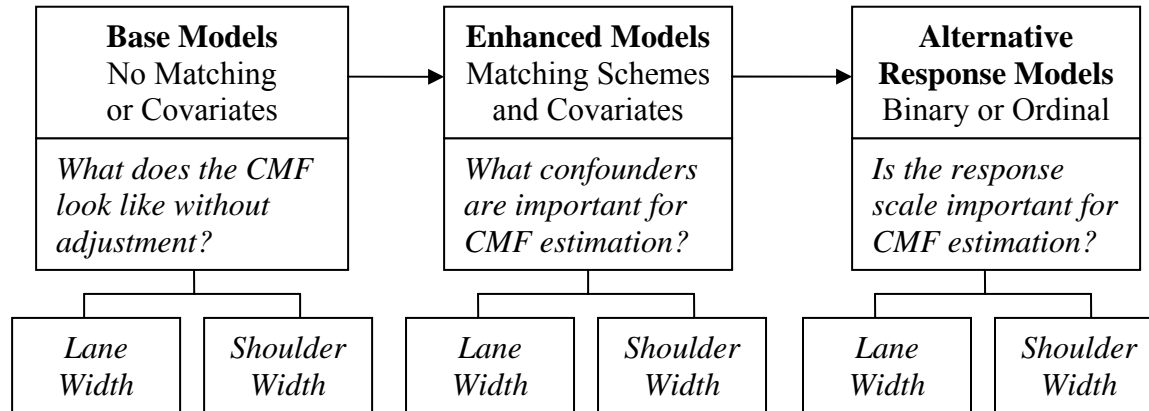 Base Models
No Matching
or Covariates
What does the CMF
look like without
adjustment?
Enhanced Models
Matching Schemes
and Covariates
What confounders
are important for
CMF estimation?
Alternative
Response Models
Binary or Ordinal
Is the response
scale important for
CMF estimation?
Lane
Width
Shoulder
Width
Lane
Width
Shoulder
Width
Lane
Width
Shoulder
Width